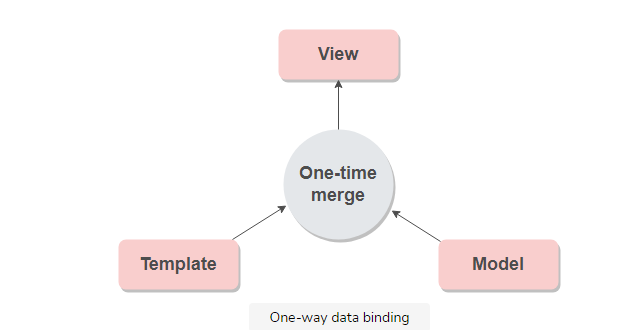 View
One-time
merge
Template
Model
One-way data binding